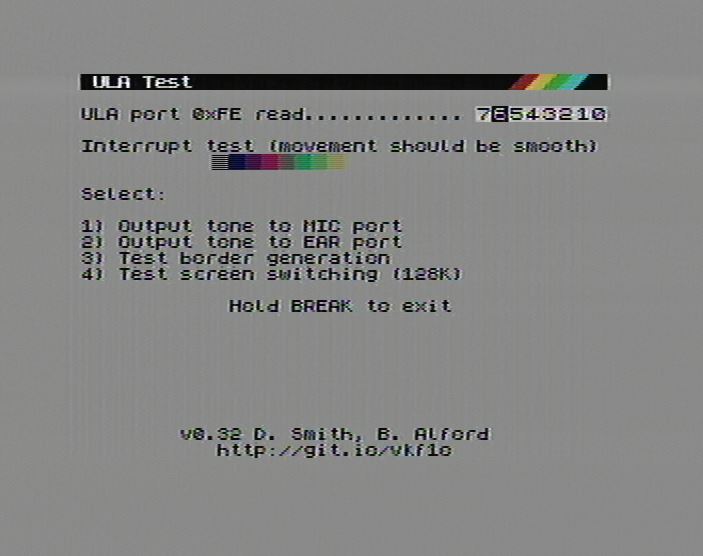 ULA Test
ULA port 0xFE read............. 76543210
Interrupt test (movement should be smooth)
Select:
1) Output tone to MIC port
2) Output tone to EAR port
3) Test border generation
4) Test screen switching (128K)
Hold BREAK to exit
v0.32 D. Smith, B. Alford
http://git.io/vkf1o